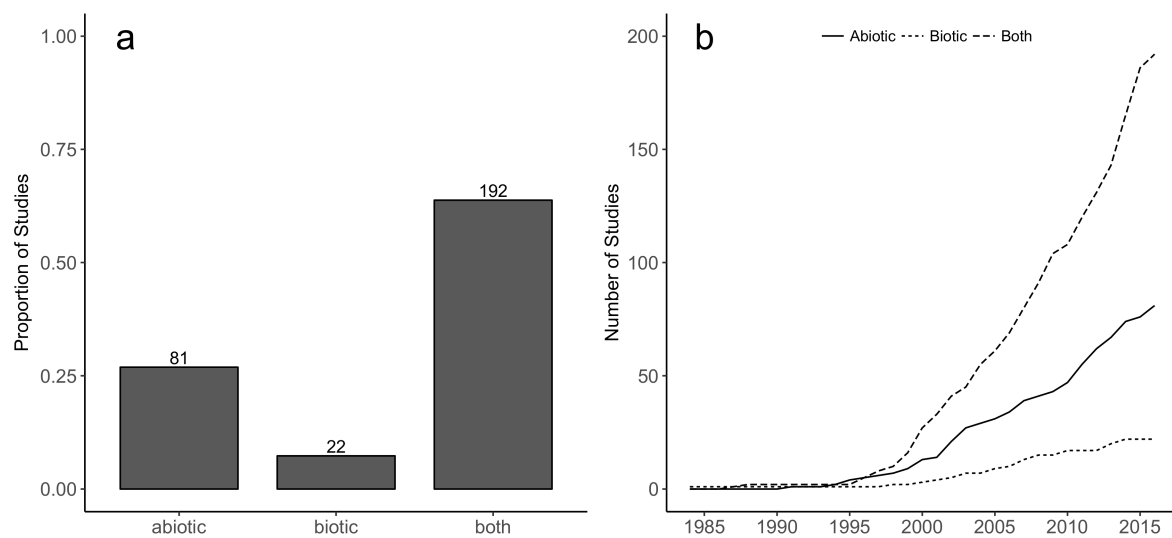 a
Proportion of Studies
1.00
0.75
0.50
0.25
0.00
81
22
192
abiotic biotic both
b
Abiotic Biotic Both
Number of Studies
200
150
100
50
0
1985 1990 1995 2000 2005 2010 2015